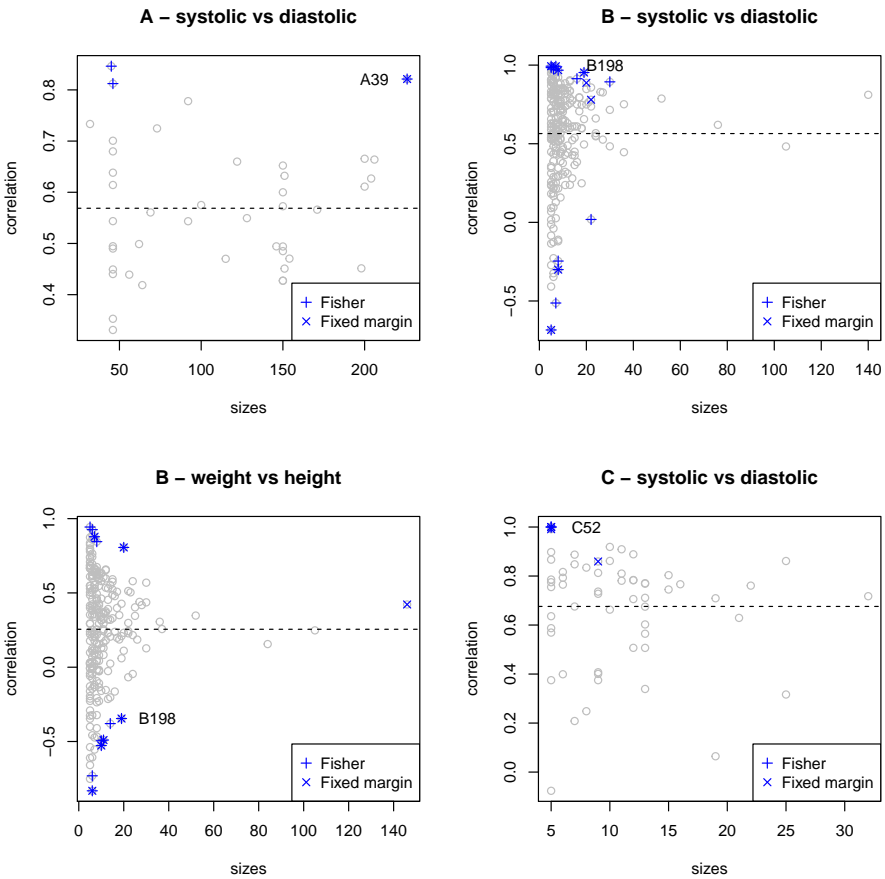 A – systolic vs diastolic
correlation
0.4 0.5 0.6 0.7 0.8
A39
Fisher
Fixed margin
50 100 150 200
sizes
B – systolic vs diastolic
correlation
−0.5 0.0 0.5 1.0
B198
Fisher
Fixed margin
0 20 40 60 80 100 120 140
sizes
B – weight vs height
correlation
−0.5 0.0 0.5 1.0
B198
Fisher
Fixed margin
0 20 40 60 80 100 120 140
sizes
C – systolic vs diastolic
correlation
0.0 0.2 0.4 0.6 0.8 1.0
C52
Fisher
Fixed margin
5 10 15 20 25 30
sizes